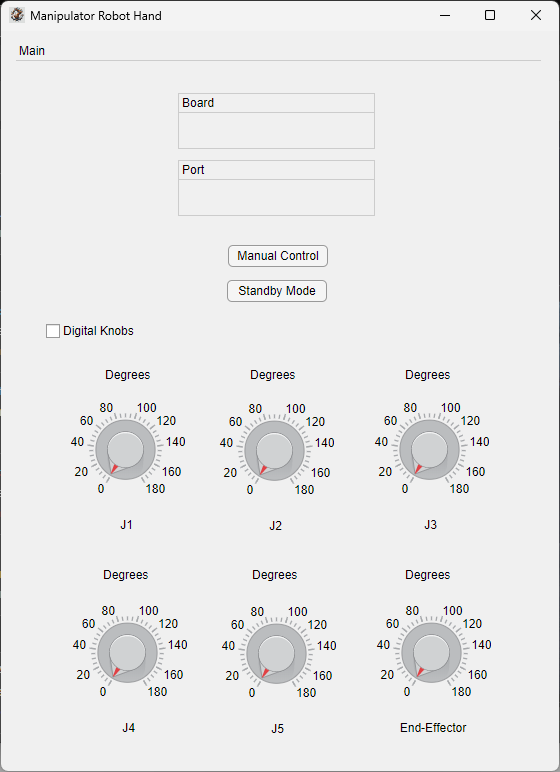 Manipulator Robot Hand
Main
Board
Port
Manual Control
Standby Mode
Digital Knobs
Degrees Degrees Degrees
80 100 80 100 80 100
60 120 60 120 60 120
40 140 40 140 40 140
20 160 20 160 20 160
0 180 0 180 0 180
J1 J2 J3
Degrees Degrees Degrees
80 100 80 100 80 100
60 120 60 120 60 120
40 140 40 140 40 140
20 160 20 160 20 160
0 180 0 180 0 180
J4 J5 End-Effector